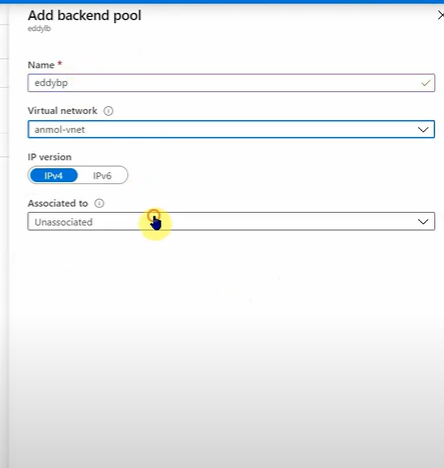 Add backend pool
eddylb
Name *
eddybp
Virtual network
anmol-vnet
IP version
IPv4 IPv6
Associated to
Unassociated